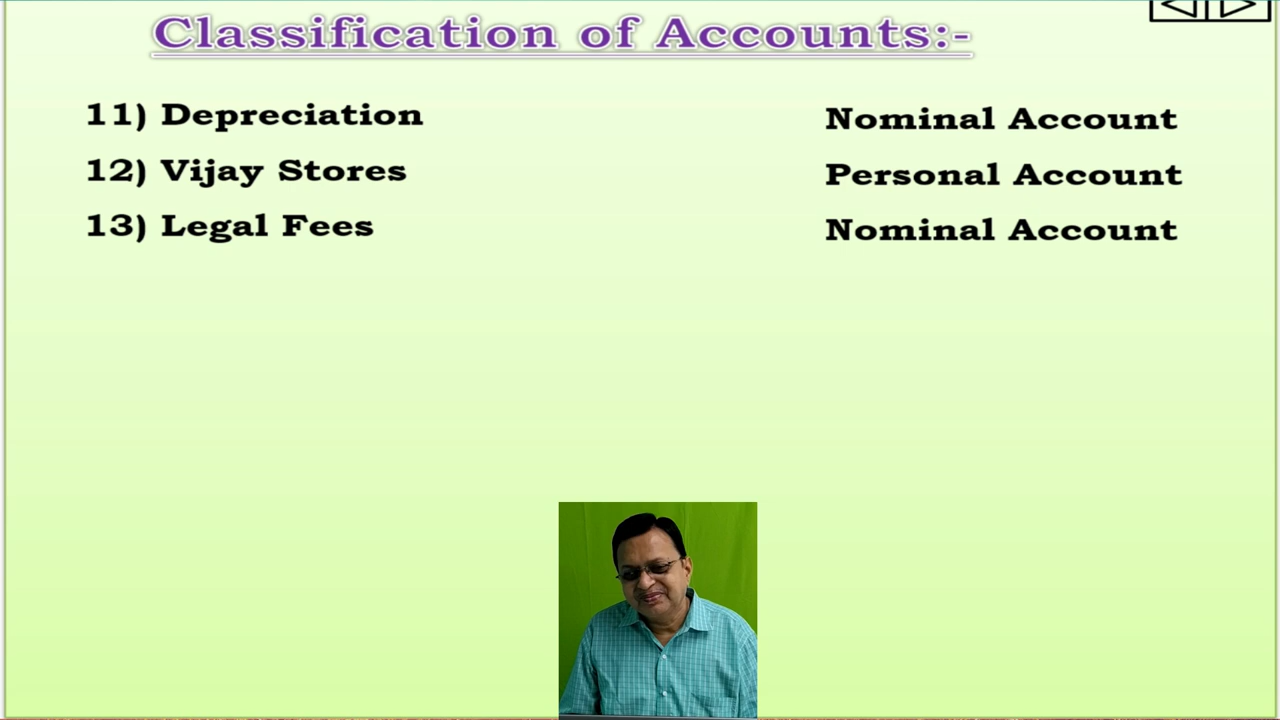 Classification of Accounts:-
11) Depreciation Nominal Account
12) Vijay Stores Personal Account
13) Legal Fees Nominal Account